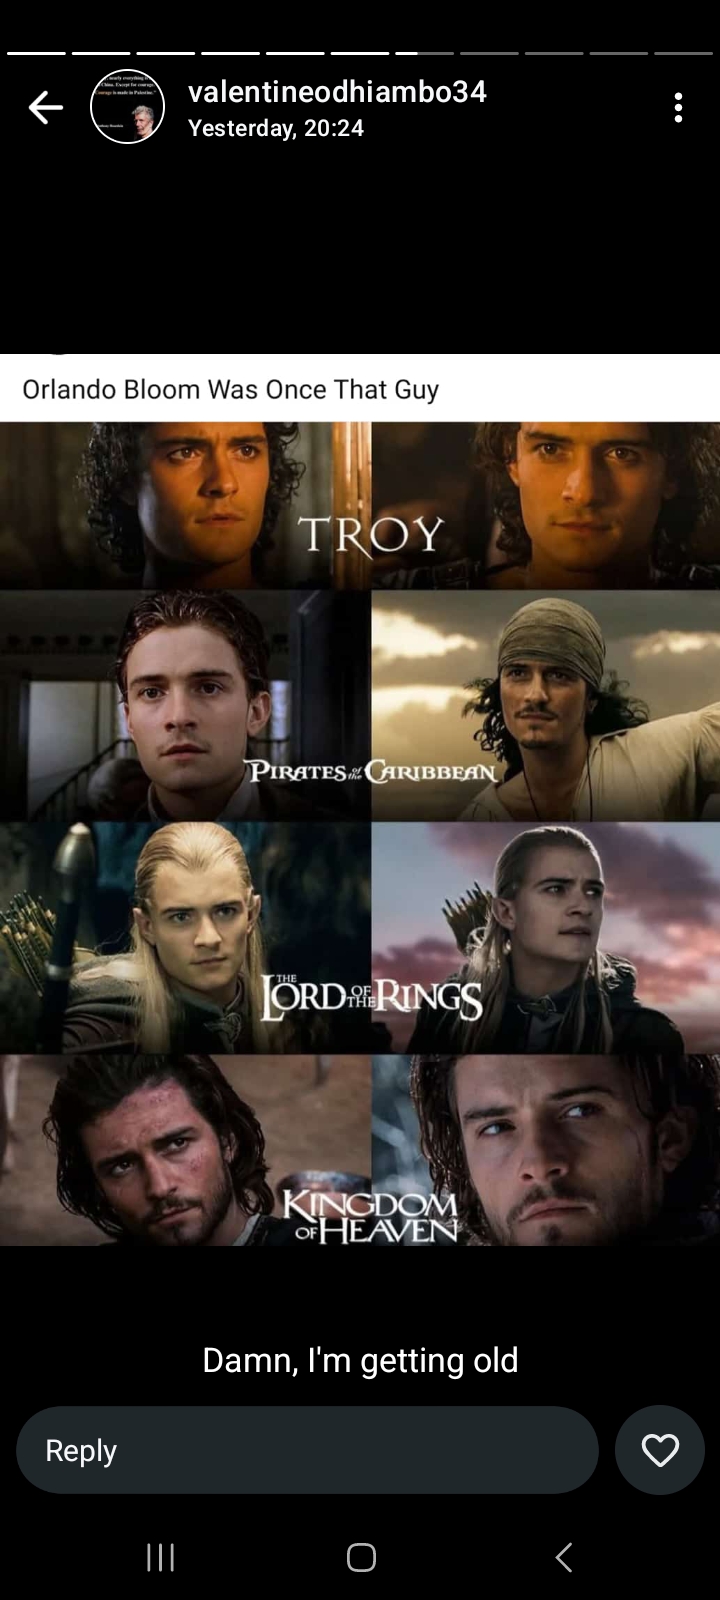 valentineodhiambo34
Yesterday, 20:24
Orlando Bloom Was Once That Guy
TROY
PIRATES of the CARIBBEAN
THE LORD OF THE RINGS
KINGDOM
OF HEAVEN
Damn, I'm getting old
Reply